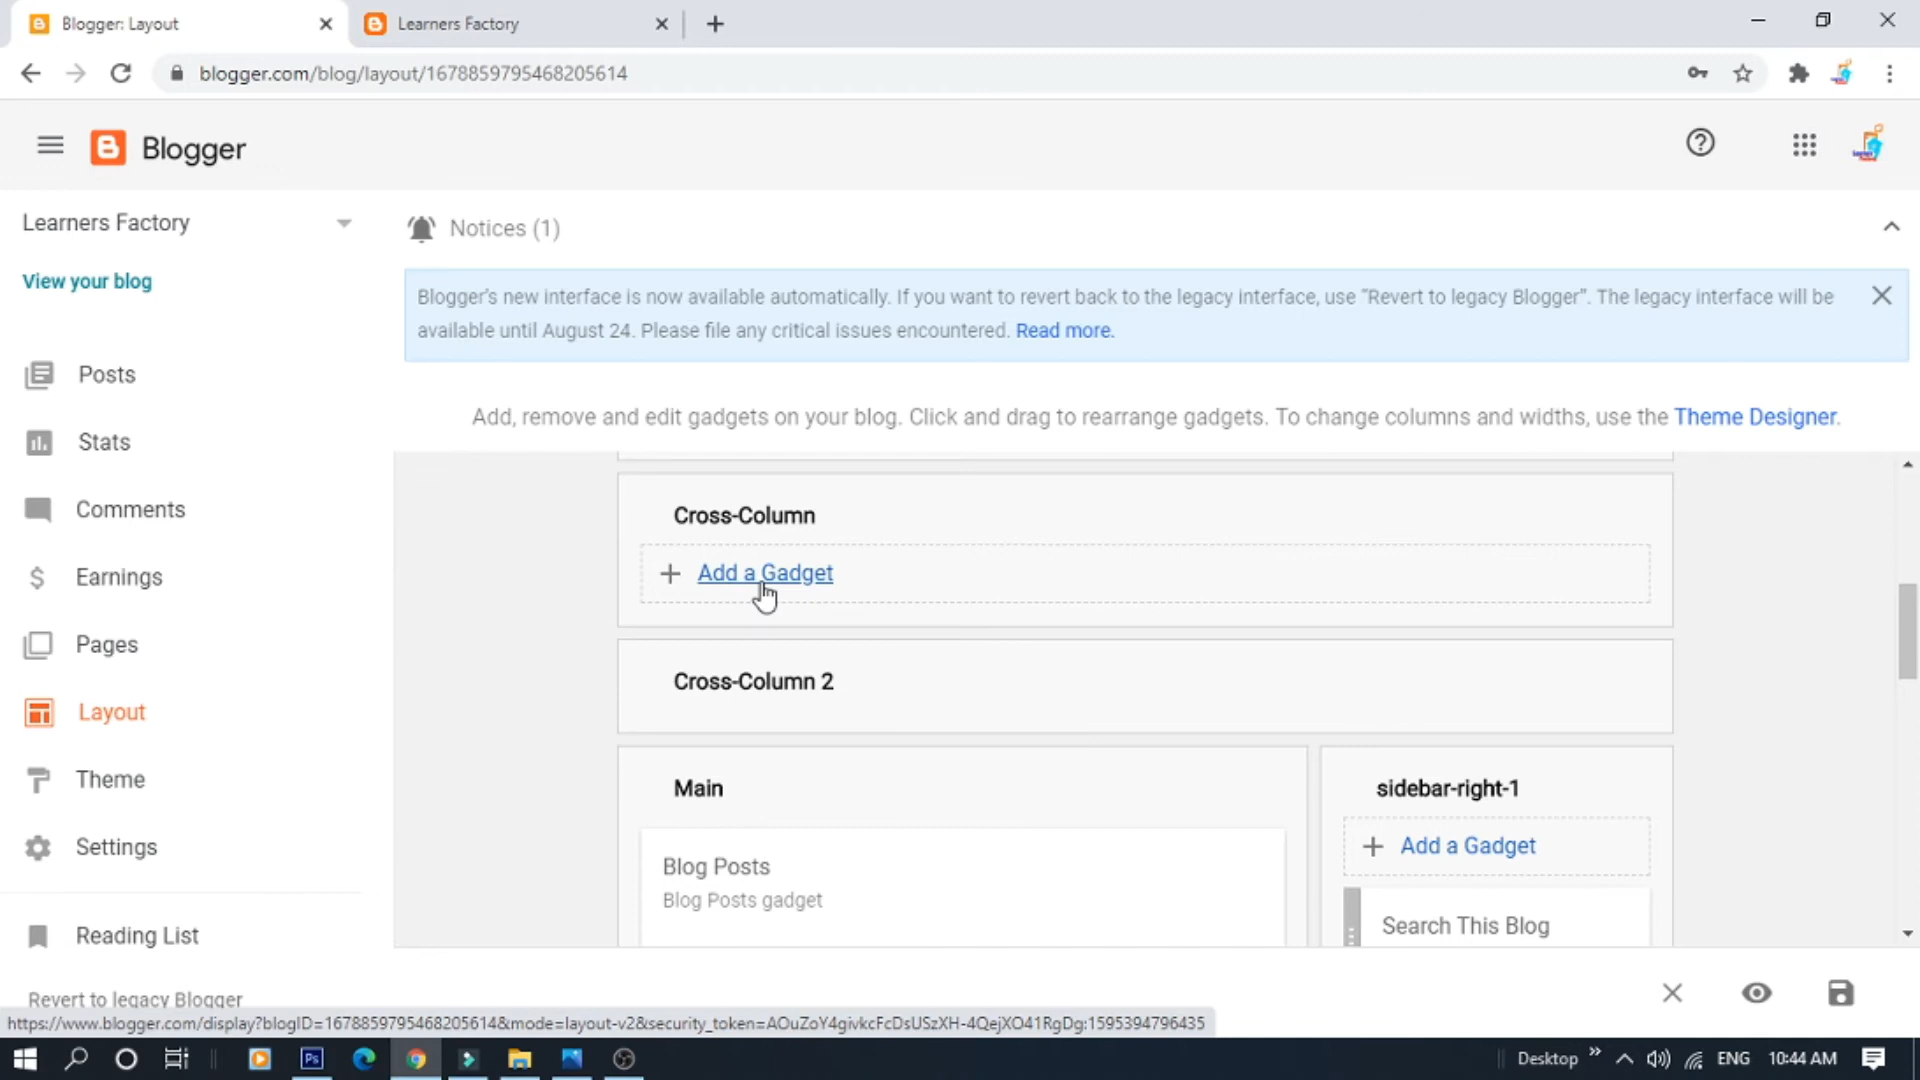 Blogger: Layout
Learners Factory
blogger.com/blog/layout/1678859795468205614
Blogger
Learners Factory
View your blog
Posts
Stats
Comments
Earnings
Pages
Layout
Theme
Settings
Reading List
Revert to legacy Blogger
Notices (1)
Blogger's new interface is now available automatically. If you want to revert back to the legacy interface, use “Revert to legacy Blogger”. The legacy interface will be
available until August 24. Please file any critical issues encountered. Read more.
Add, remove and edit gadgets on your blog. Click and drag to rearrange gadgets. To change columns and widths, use the Theme Designer.
Cross-Column
Add a Gadget
Cross-Column 2
Main
Blog Posts
Blog Posts gadget
sidebar-right-1
Add a Gadget
Search This Blog
https://www.blogger.com/display?blogID=1678859795468205614&mode=layout-v2&security_token=AOuZoY4givkcFcDsUSzXH-4QejXO41RgDg:1595394796435
Ps
Desktop
ENG
10:44 AM